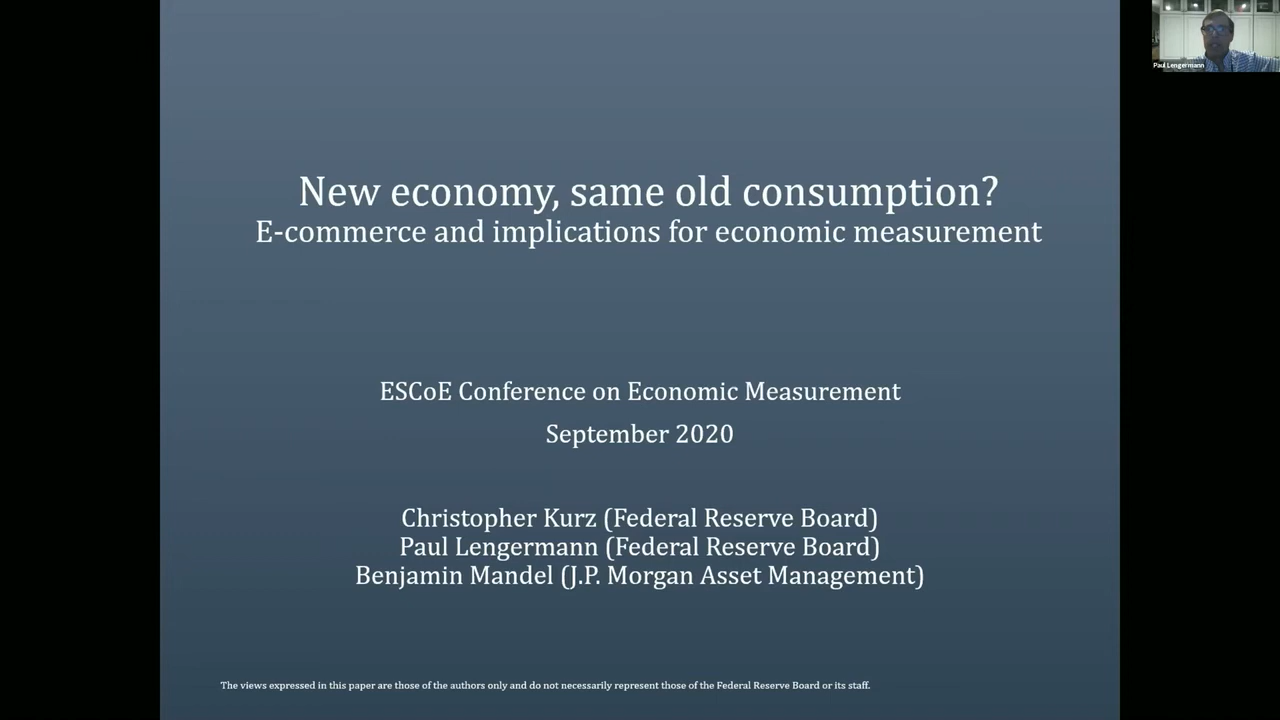 Paul Lengermann
New economy, same old consumption?
E-commerce and implications for economic measurement
ESCoE Conference on Economic Measurement
September 2020
Christopher Kurz (Federal Reserve Board)
Paul Lengermann (Federal Reserve Board)
Benjamin Mandel (J.P. Morgan Asset Management)
The views expressed in this paper are those of the authors only and do not necessarily represent those of the Federal Reserve Board or its staff.